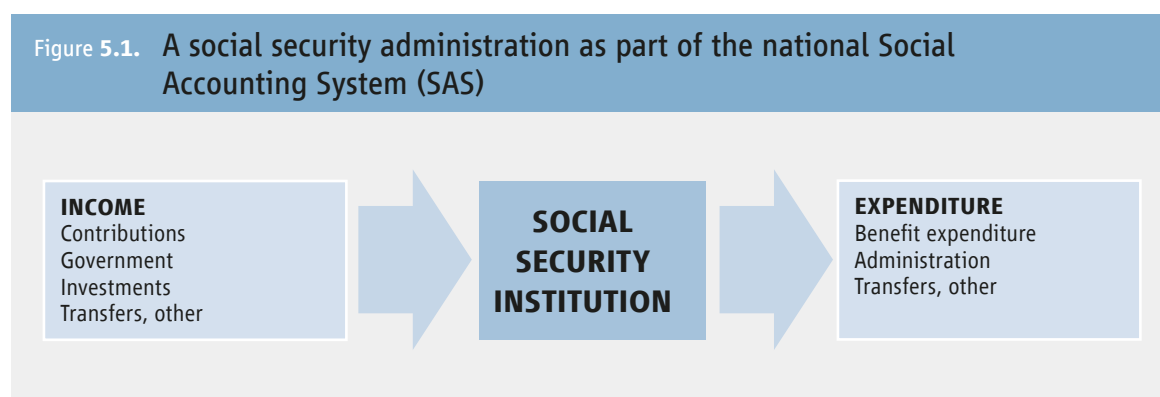 Figure 5.1. A social security administration as part of the national Social
Accounting System (SAS)
INCOME
Contributions
Government
Investments
Transfers, other
SOCIAL
SECURITY
INSTITUTION
EXPENDITURE
Benefit expenditure
Administration
Transfers, other